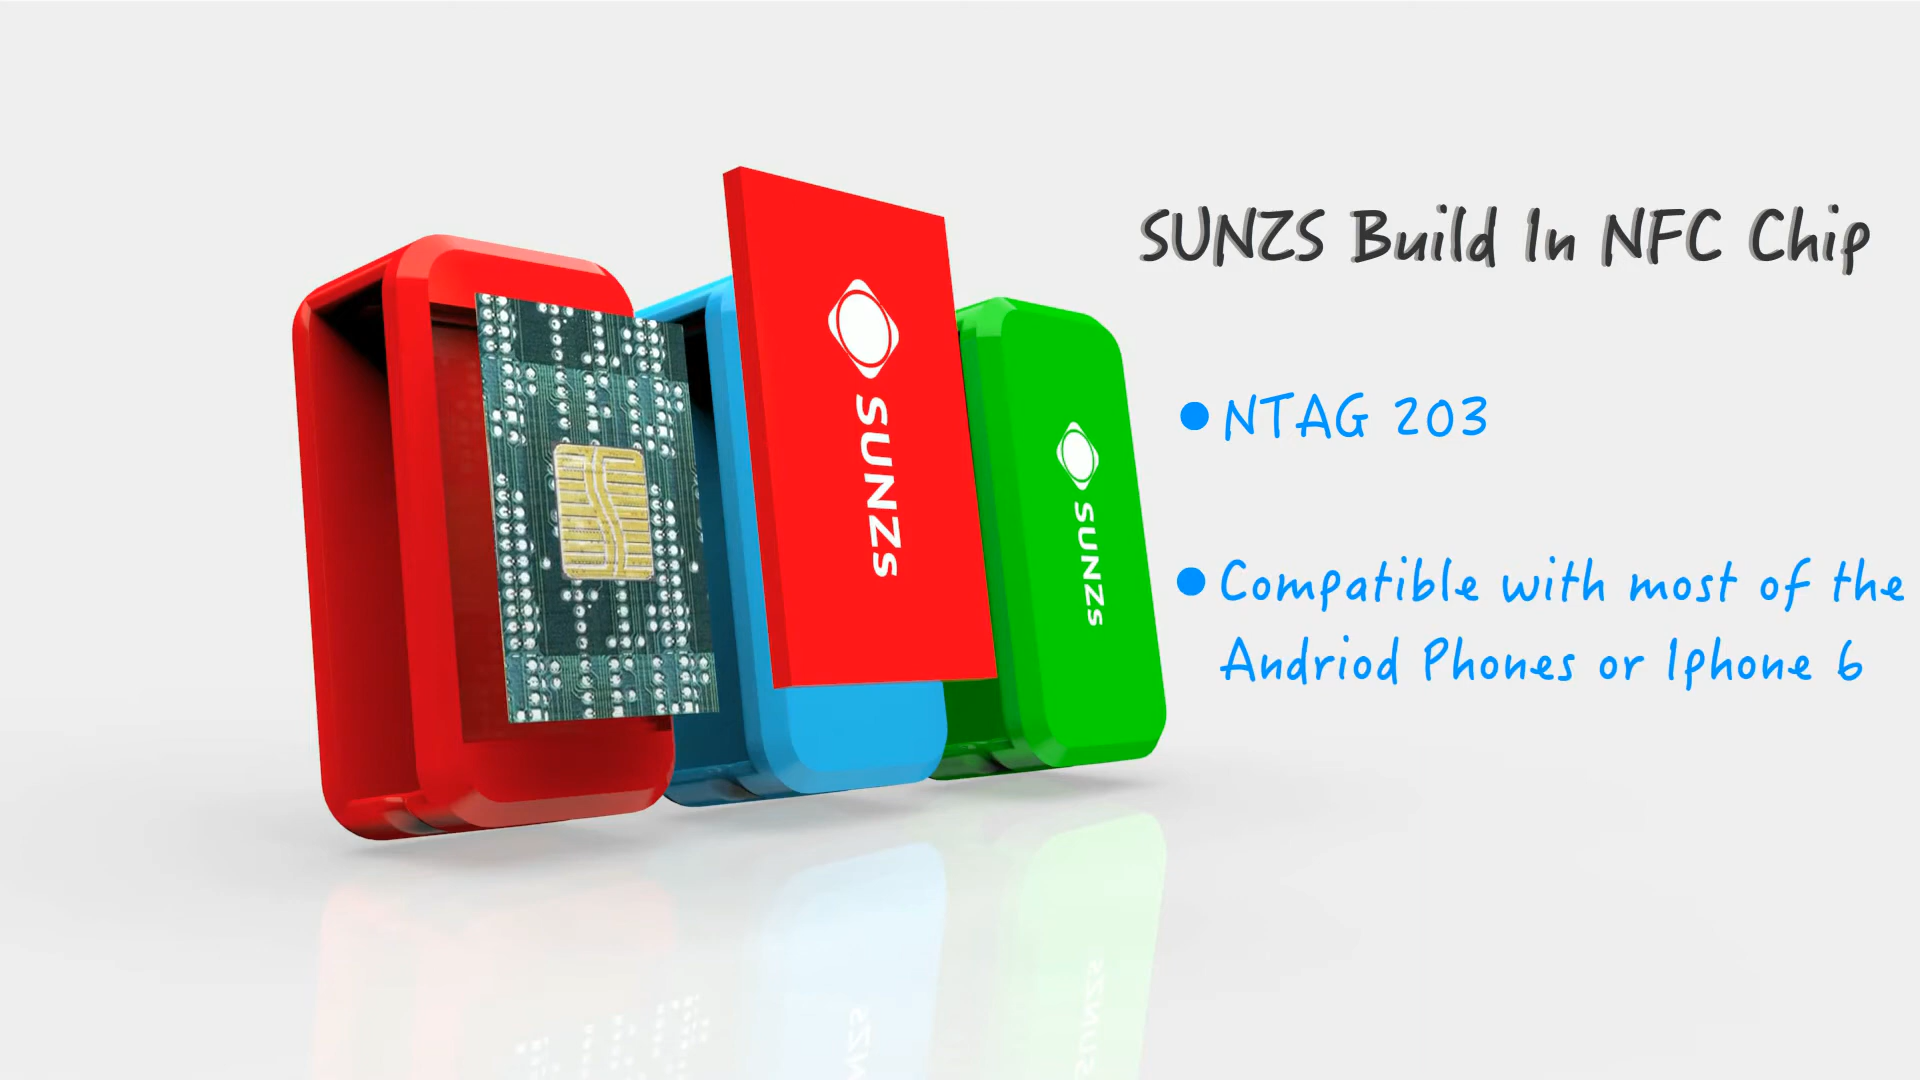 SUNZS Build In NFC Chip
NTAG 203
Compatible with most of the
Andriod Phones or Iphone 6
SUNZS
SUNZS